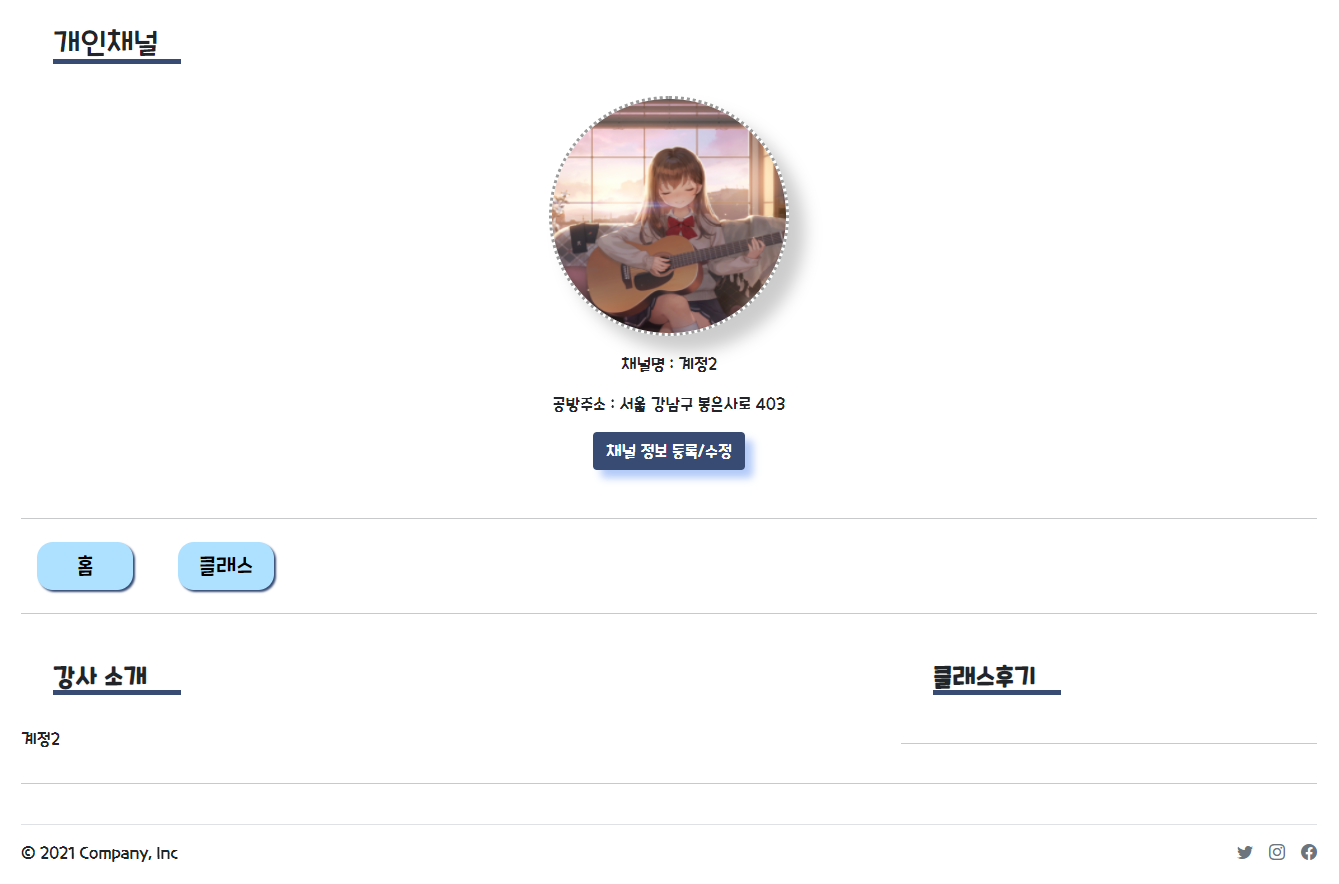 개인채널
채널명 : 계정2
공방주소 : 서울 강남구 봉은사로 403
채널 정보 등록/수정
홈
클래스
강사 소개
클래스후기
계정2
© 2021 Company, Inc